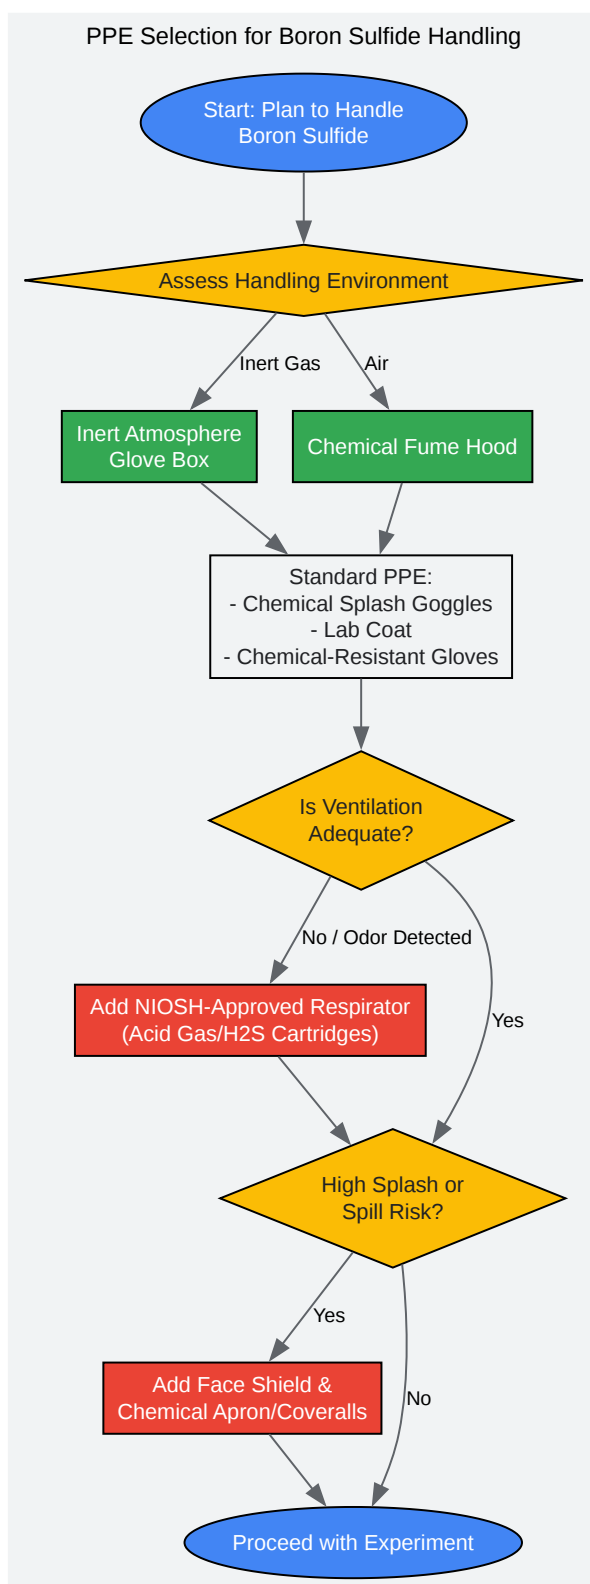 PPE Selection for Boron Sulfide Handling
Start: Plan to Handle
Boron Sulfide
Assess Handling Environment
Inert Gas
Air
Inert Atmosphere
Glove Box
Chemical Fume Hood
Standard PPE:
- Chemical Splash Goggles
- Lab Coat
- Chemical-Resistant Gloves
Is Ventilation
Adequate?
No / Odor Detected
Add NIOSH-Approved Respirator
(Acid Gas/H2S Cartridges)
Yes
High Splash or
Spill Risk?
Yes
Add Face Shield &
Chemical Apron/Coveralls
No
Proceed with Experiment